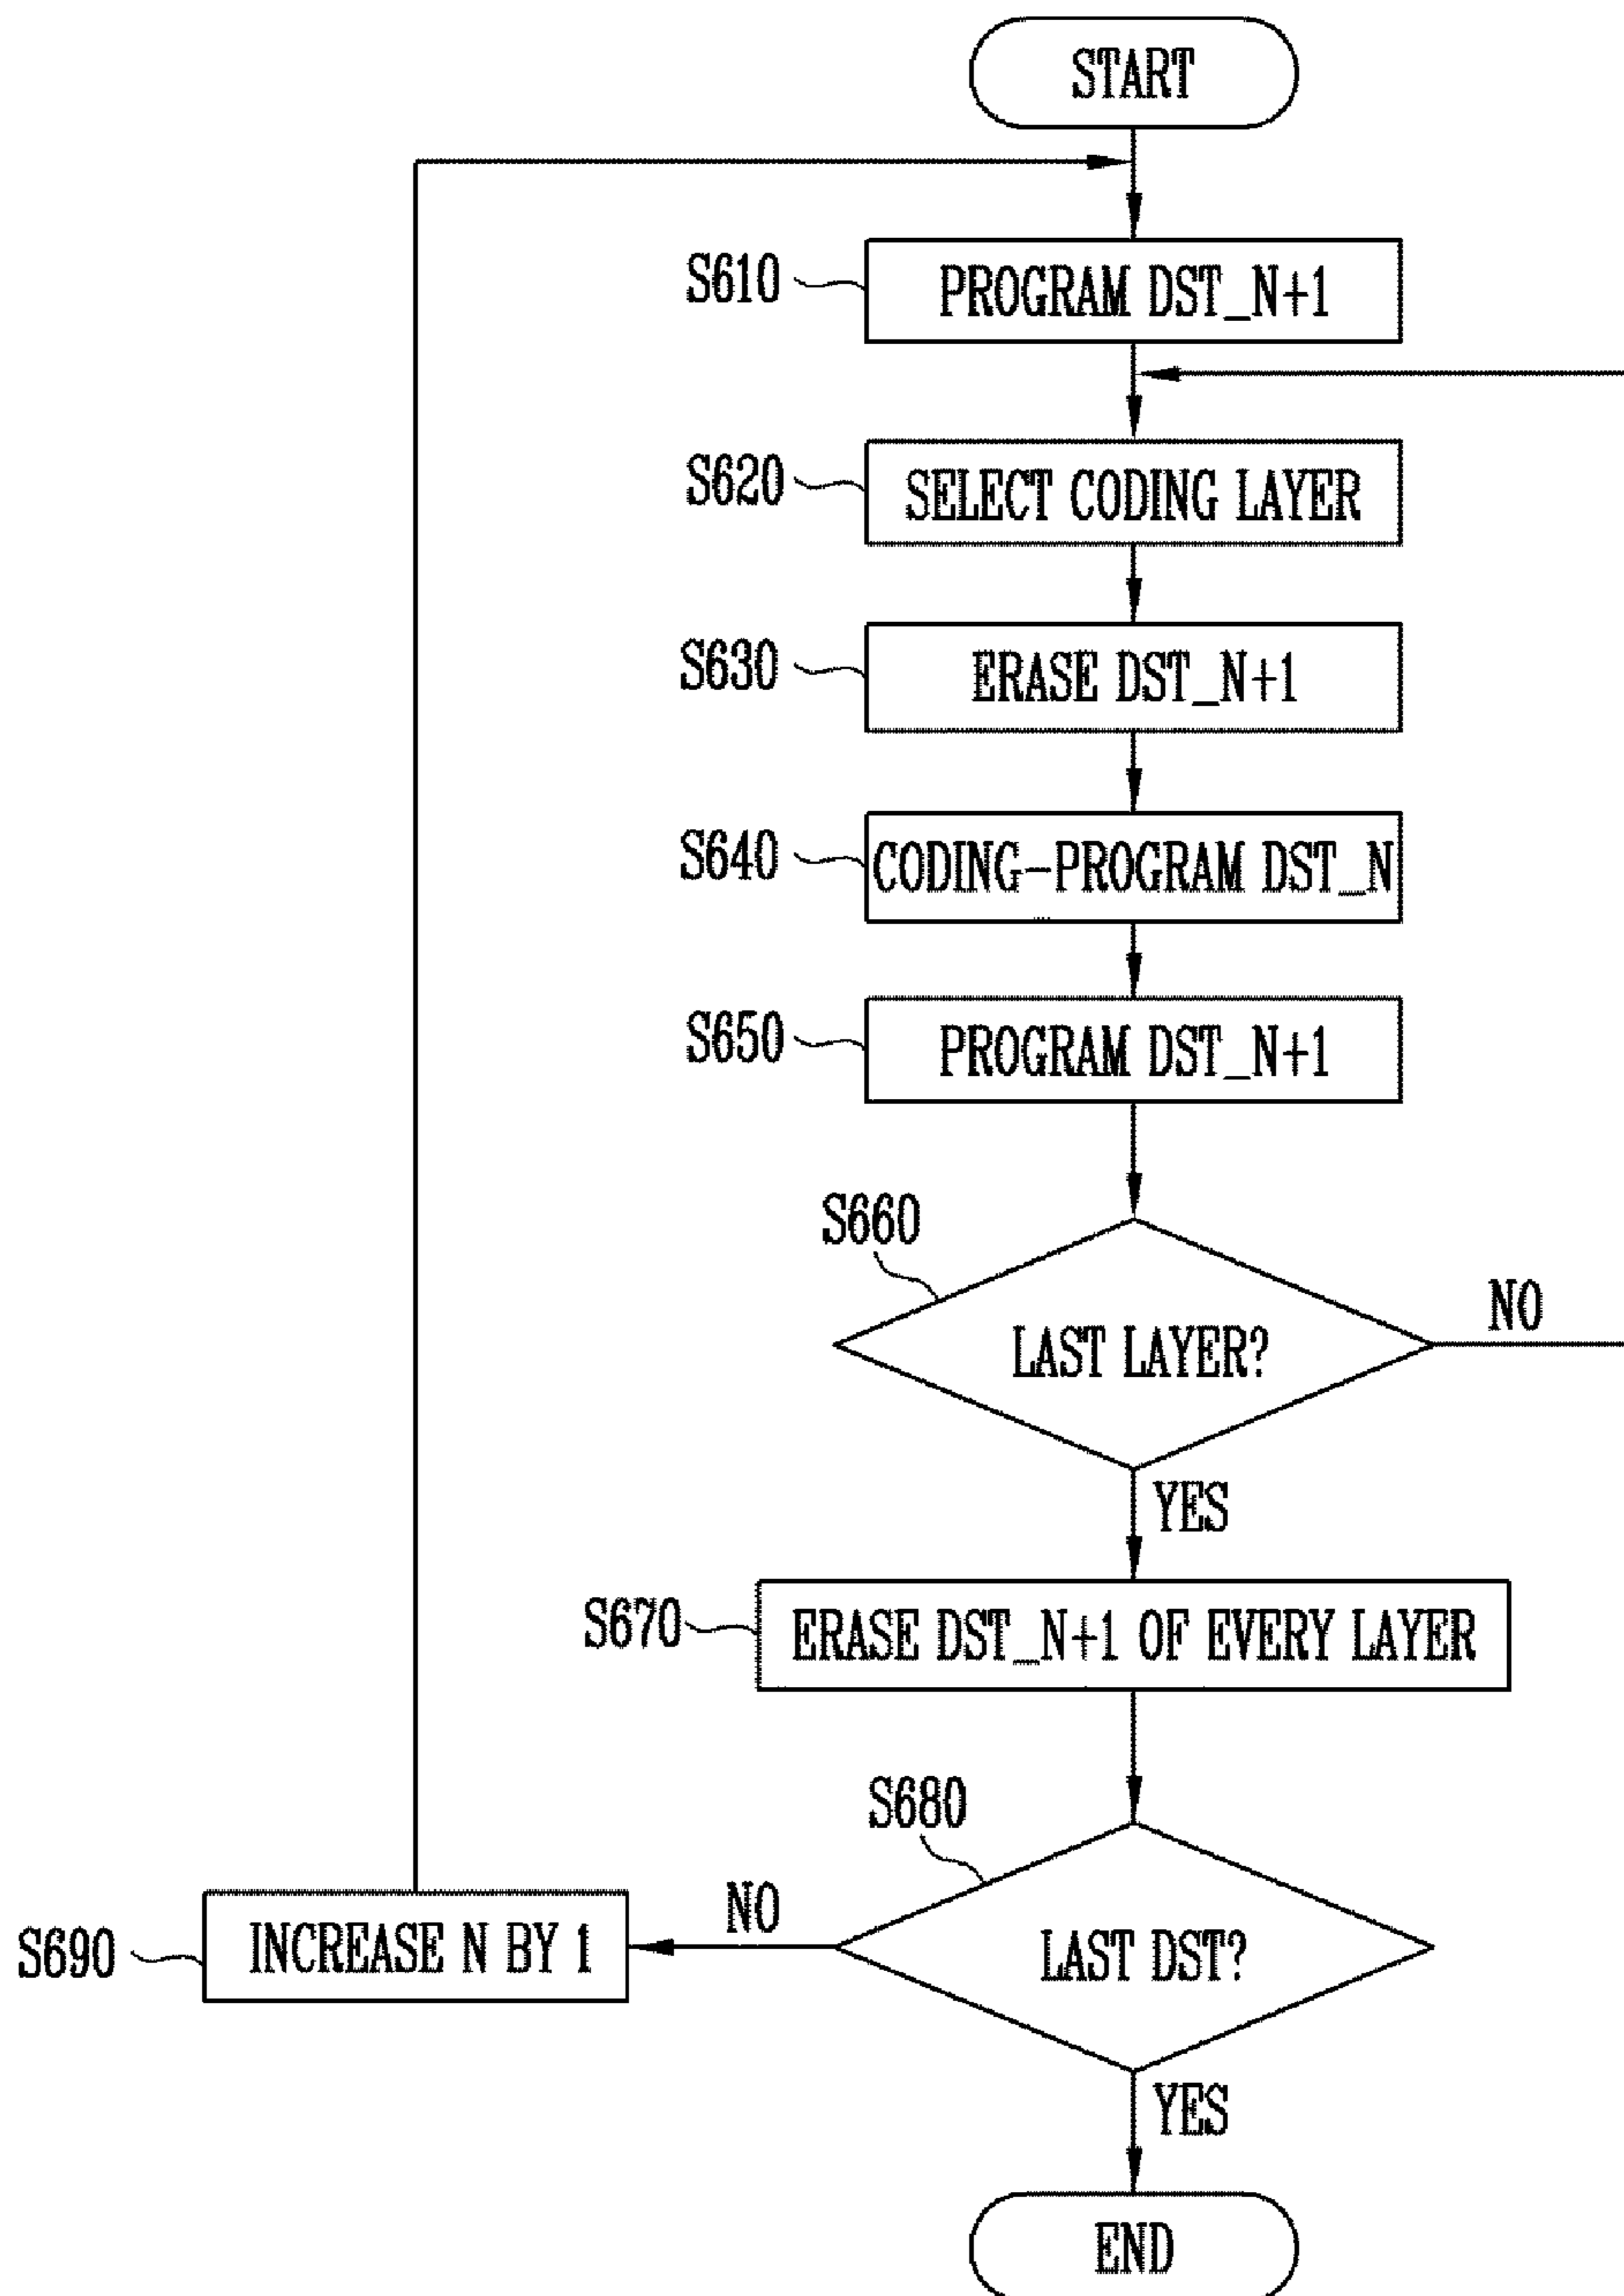 START
S610
PROGRAM DST_N+1
S620
SELECT CODING LAYER
S630
ERASE DST_N+1
S640
CODING-PROGRAM DST_N
S650
PROGRAM DST_N+1
S660
LAST LAYER?
NO
YES
S670
ERASE DST_N+1 OF EVERY LAYER
S680
LAST DST?
NO
S690
INCREASE N BY 1
YES
END